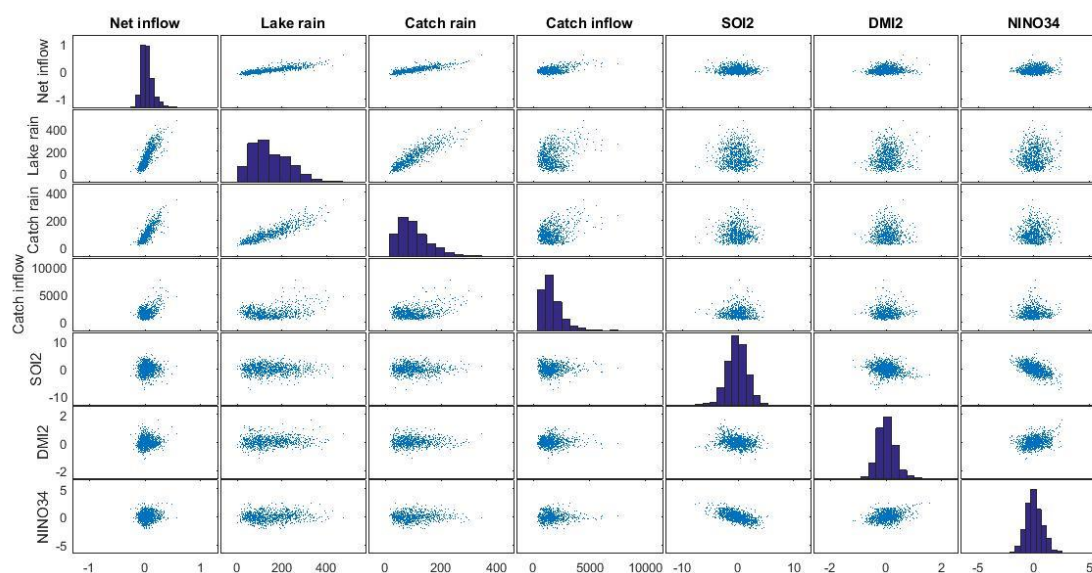 Net inflow Lake rain Catch rain Catch inflow SOI2 DMI2 NINO34
Net inflow
1
0
-1
Lake rain
400
200
0
Catch rain
400
200
0
Catch inflow
10000
5000
0
SOI2
10
0
-10
DMI2
2
0
-2
NINO34
5
0
-5
-1 0 1 0 200 400 0 200 400 0 5000 10000 -10 0 10 -2 0 2 -5 0 5